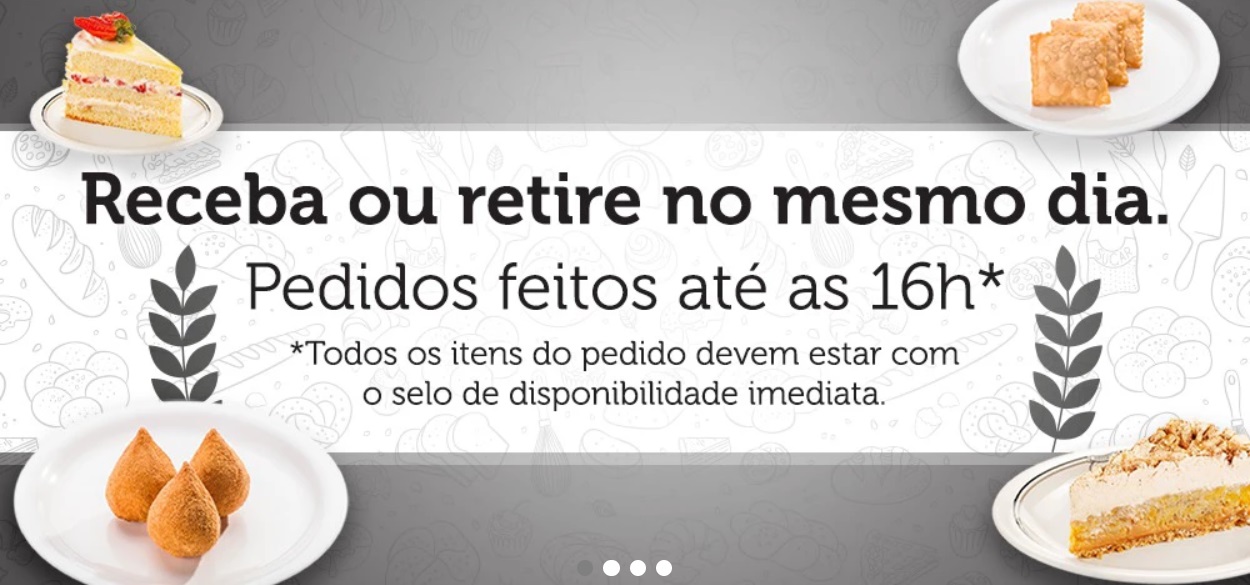 Receba ou retire no mesmo dia.
Pedidos feitos até as 16h*
*Todos os itens do pedido devem estar com
o selo de disponibilidade imediata.